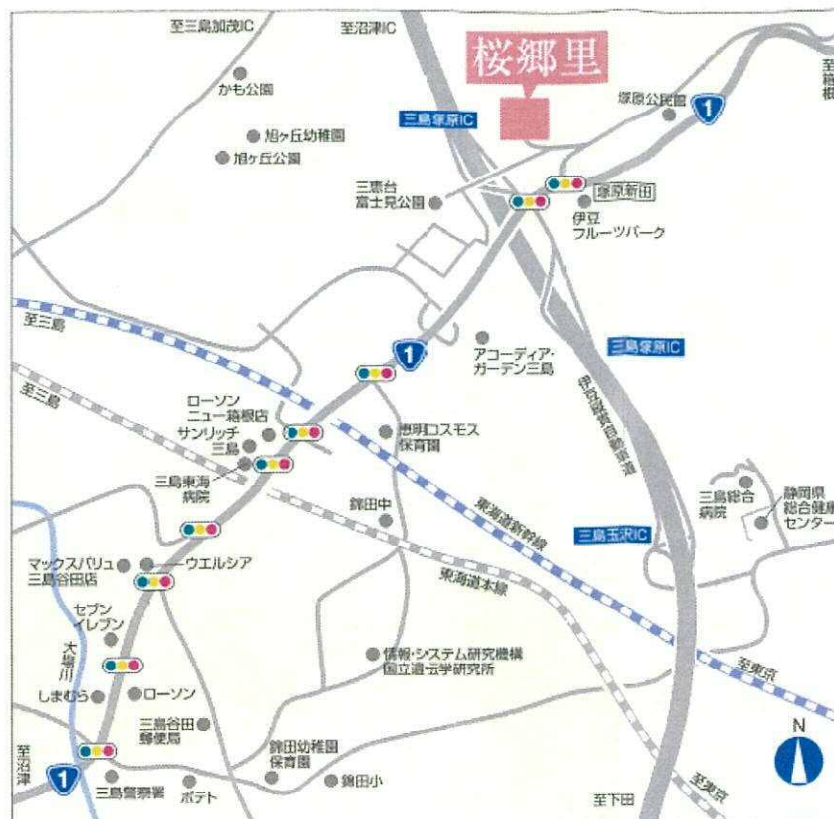 至三島加茂IC
至沼津IC
桜郷里
至箱根
かも公園
塚原公民園
1
三島塚原IC
旭ヶ丘幼稚園
旭ヶ丘公園
三恵台
富士見公園
塚原新田
伊豆
フルーツパーク
至三島
1
アコーディア・
ガーデン三島
三島塚原IC
伊豆縦貫自動車道
至三島
ローソン
ニュー箱根店
サンリッチ
三島
恵明コスモス
保育園
三島東海
病院
錦田中
三島総合
病院
静岡県
総合健康
センター
東海道新幹線
三島玉沢IC
東海道本線
マックスバリュ
三島谷田店
ウエルシア
セブン
イレブン
大場川
情報・システム研究機構
国立遺伝学研究所
至東京
しまむら
ローソン
三島谷田
郵便局
錦田幼稚園
保育園
N
至沼津
1
三島警察署
ポテト
錦田小
至下田
至東京